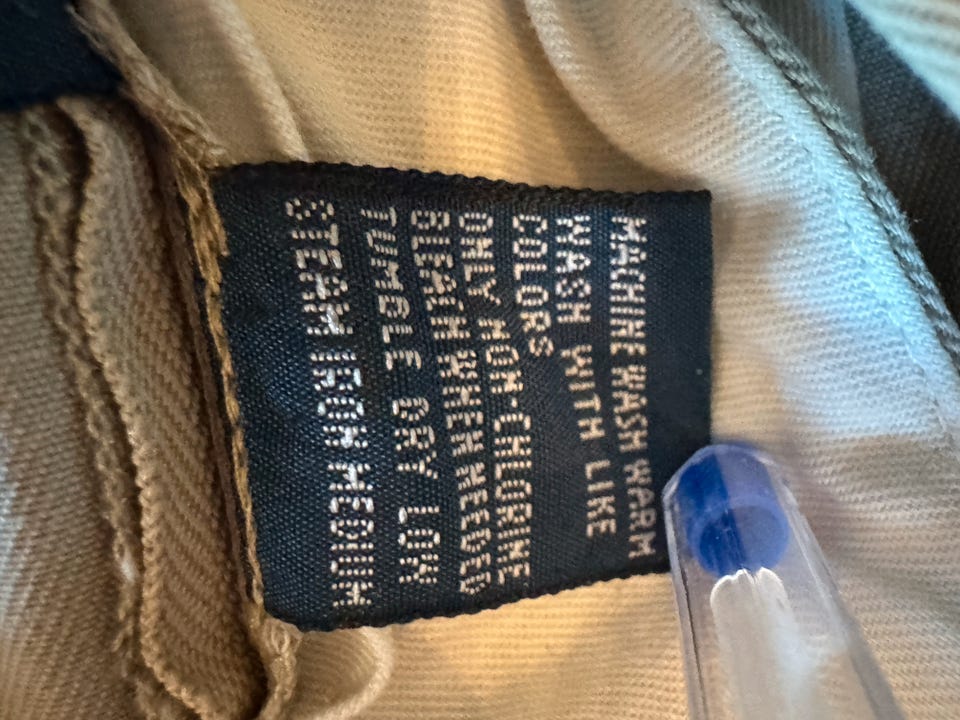 MACHINE WASH WARM
WASH WITH LIKE
COLORS
ONLY NON-CHLORINE
BLEACH WHEN NEEDED
TUMBLE DRY LOW
STEAM IRON MEDIUM